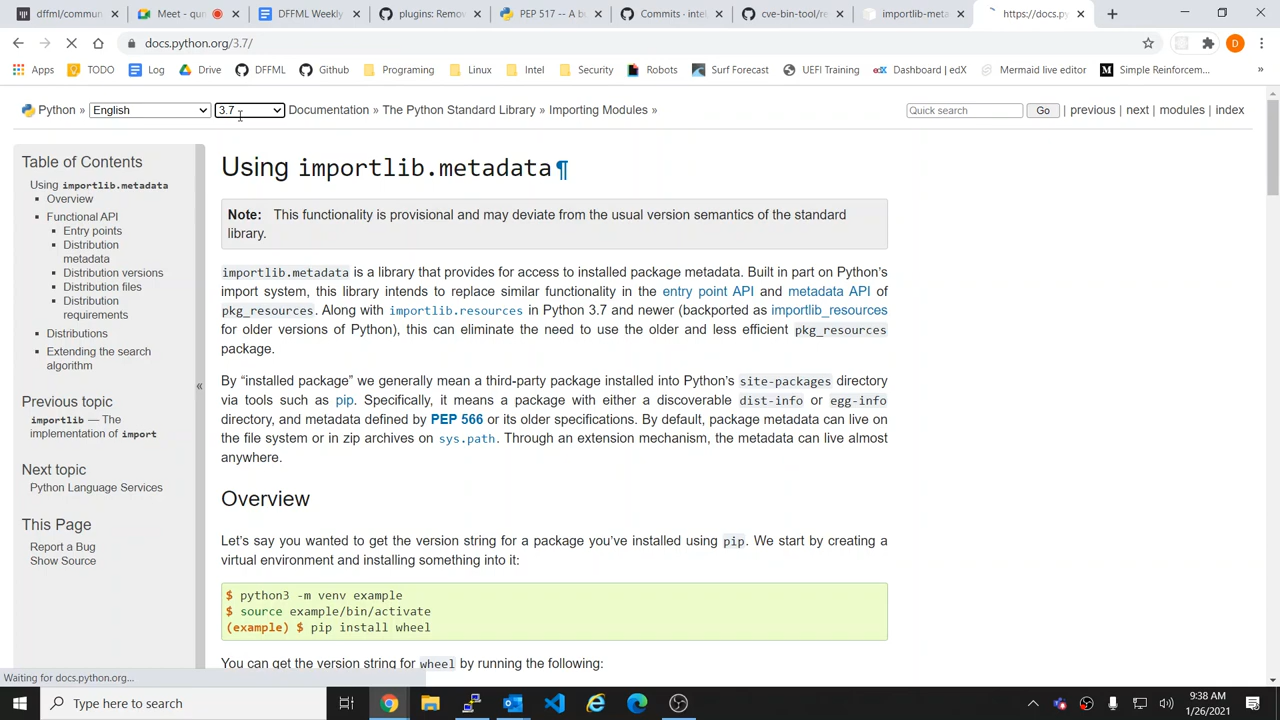 dffml/commun
Meet - qun
DFFML Weekly
plugins: Remou
PEP 517 -- A bu
Commits · intel
cve-bin-tool/re
importlib-meta
https://docs.py
docs.python.org/3.7/
D
Apps
TODO
Log
Drive
DFFML
Github
Programing
Linux
Intel
Security
Robots
Surf Forecast
UEFI Training
Dashboard | edX
Mermaid live editor
Simple Reinforcem...
»
Python » English 3.7 Documentation » The Python Standard Library » Importing Modules »
Quick search Go | previous | next | modules | index
Table of Contents
Using importlib.metadata
Overview
Functional API
Entry points
Distribution
metadata
Distribution versions
Distribution files
Distribution
requirements
Distributions
Extending the search
algorithm
Previous topic
importlib — The
implementation of import
Next topic
Python Language Services
This Page
Report a Bug
Show Source
«
Using importlib.metadata¶
Note: This functionality is provisional and may deviate from the usual version semantics of the standard
library.
importlib.metadata is a library that provides for access to installed package metadata. Built in part on Python’s
import system, this library intends to replace similar functionality in the entry point API and metadata API of
pkg_resources. Along with importlib.resources in Python 3.7 and newer (backported as importlib_resources
for older versions of Python), this can eliminate the need to use the older and less efficient pkg_resources
package.
By “installed package” we generally mean a third-party package installed into Python’s site-packages directory
via tools such as pip. Specifically, it means a package with either a discoverable dist-info or egg-info
directory, and metadata defined by PEP 566 or its older specifications. By default, package metadata can live on
the file system or in zip archives on sys.path. Through an extension mechanism, the metadata can live almost
anywhere.
Overview
Let’s say you wanted to get the version string for a package you’ve installed using pip. We start by creating a
virtual environment and installing something into it:
$ python3 -m venv example
$ source example/bin/activate
(example) $ pip install wheel
You can get the version string for wheel by running the following:
Waiting for docs.python.org...
Type here to search
9:38 AM
1/26/2021